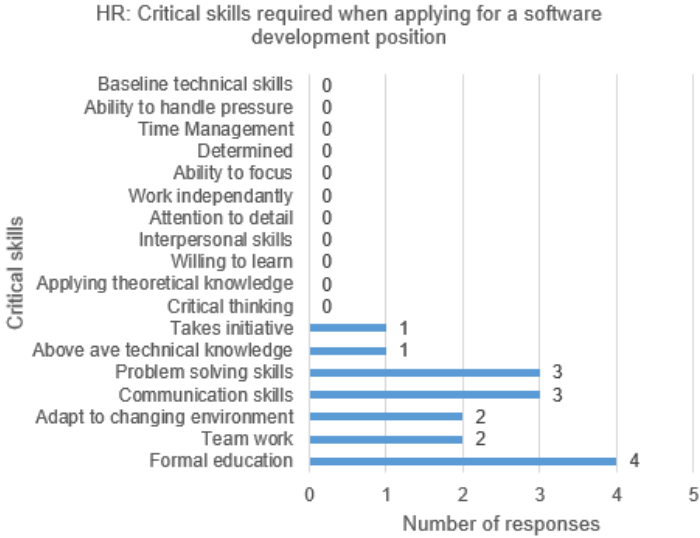 HR: Critical skills required when applying for a software
development position
Critical skills
Baseline technical skills 0
Ability to handle pressure 0
Time Management 0
Determined 0
Ability to focus 0
Work independantly 0
Attention to detail 0
Interpersonal skills 0
Willing to learn 0
Applying theoretical knowledge 0
Critical thinking 0
Takes initiative 1
Above ave technical knowledge 1
Problem solving skills 3
Communication skills 3
Adapt to changing environment 2
Team work 2
Formal education 4
0 1 2 3 4 5
Number of responses